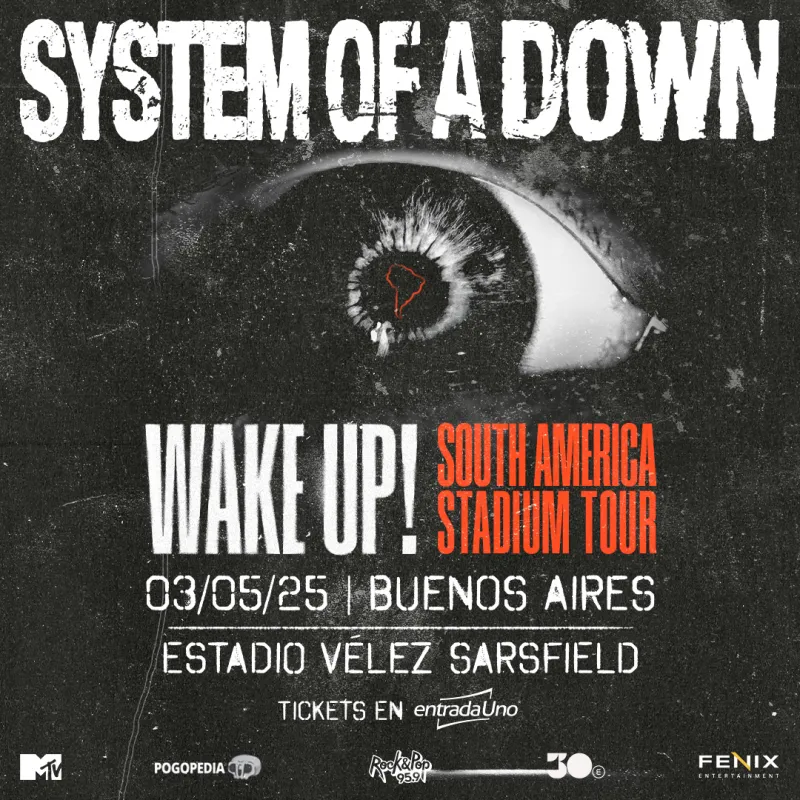 SYSTEM OF A DOWN
WAKE UP!
SOUTH AMERICA
STADIUM TOUR
03/05/25 | BUENOS AIRES
ESTADIO VÉLEZ SARSFIELD
TICKETS EN entradaUno
MTV
POGOPEDIA
Rock&Pop
95.9
30
E
FENIX
ENTERTAINMENT